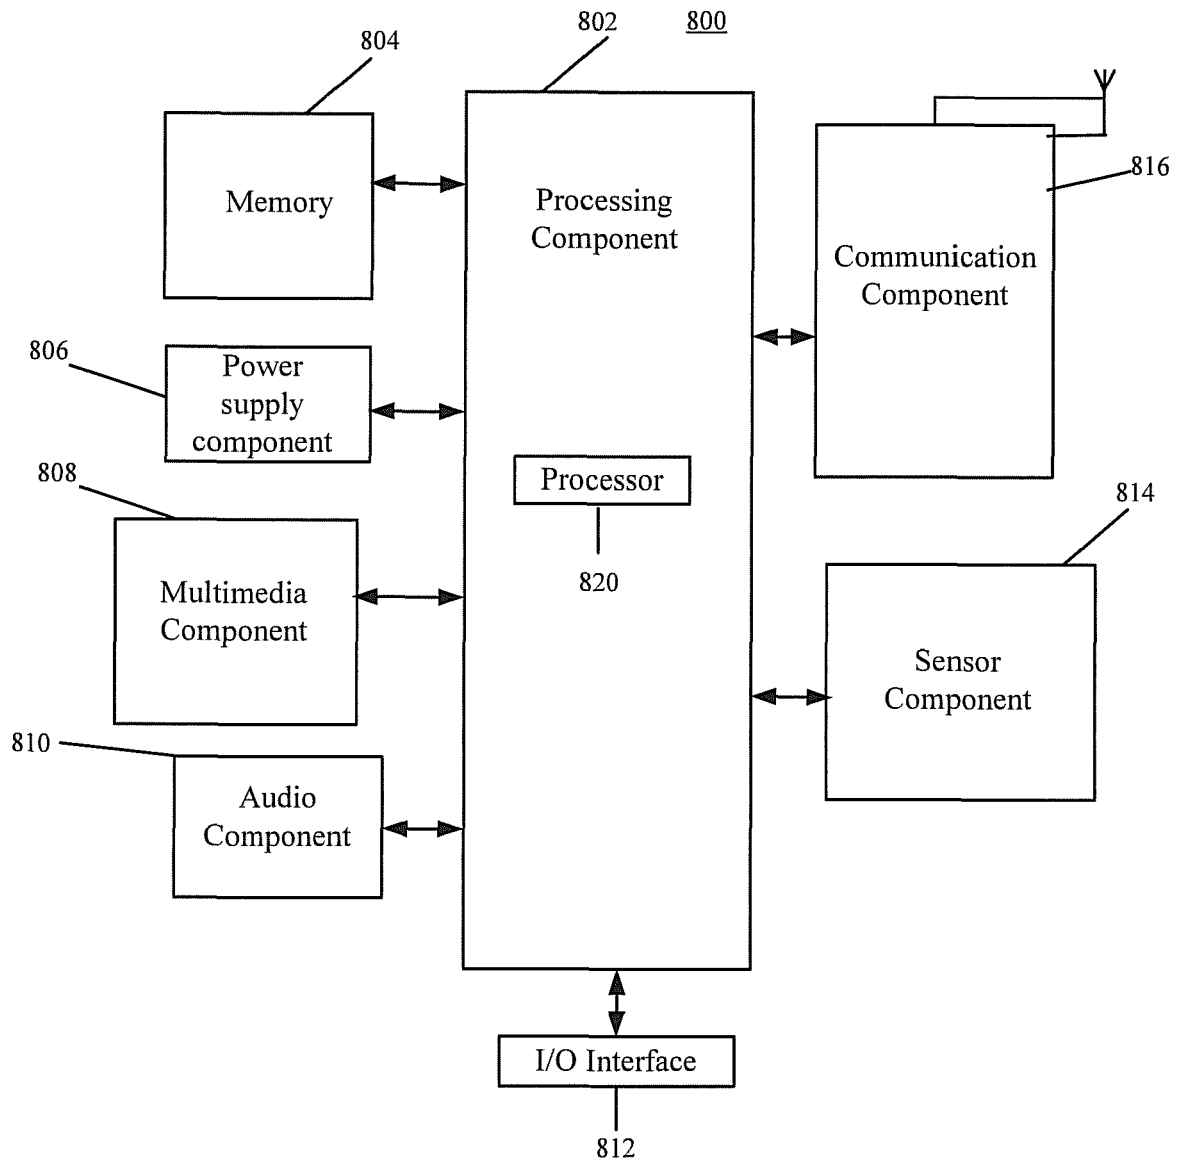 802
800
804
816
Memory
Processing
Component
Communication
Component
806
Power
supply
component
808
Processor
814
820
Multimedia
Component
Sensor
Component
810
Audio
Component
I/O Interface
812